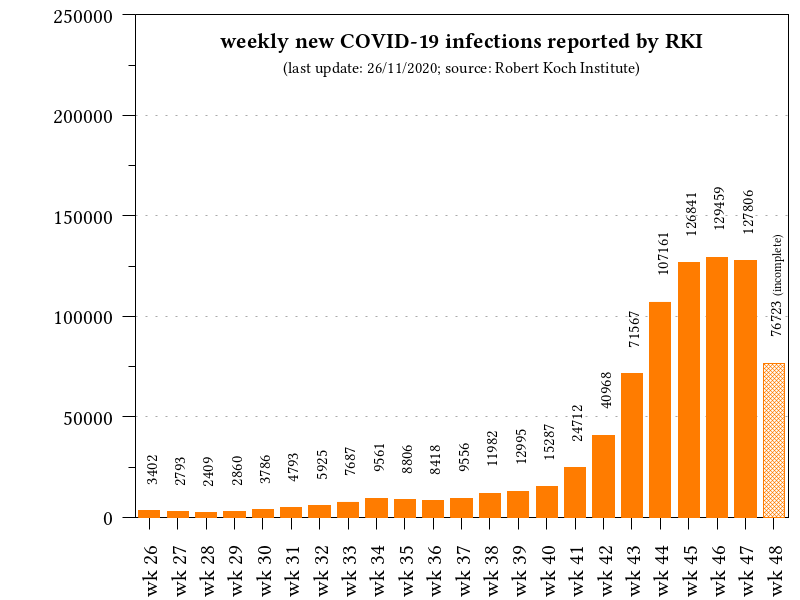 weekly new COVID-19 infections reported by RKI
(last update: 26/11/2020; source: Robert Koch Institute)
250000
200000
150000
100000
50000
0
3402
2793
2409
2860
3786
4793
5925
7687
9561
8806
8418
9556
11982
12995
15287
24712
40968
71567
107161
126841
129459
127806
76723 (incomplete)
wk 26
wk 27
wk 28
wk 29
wk 30
wk 31
wk 32
wk 33
wk 34
wk 35
wk 36
wk 37
wk 38
wk 39
wk 40
wk 41
wk 42
wk 43
wk 44
wk 45
wk 46
wk 47
wk 48